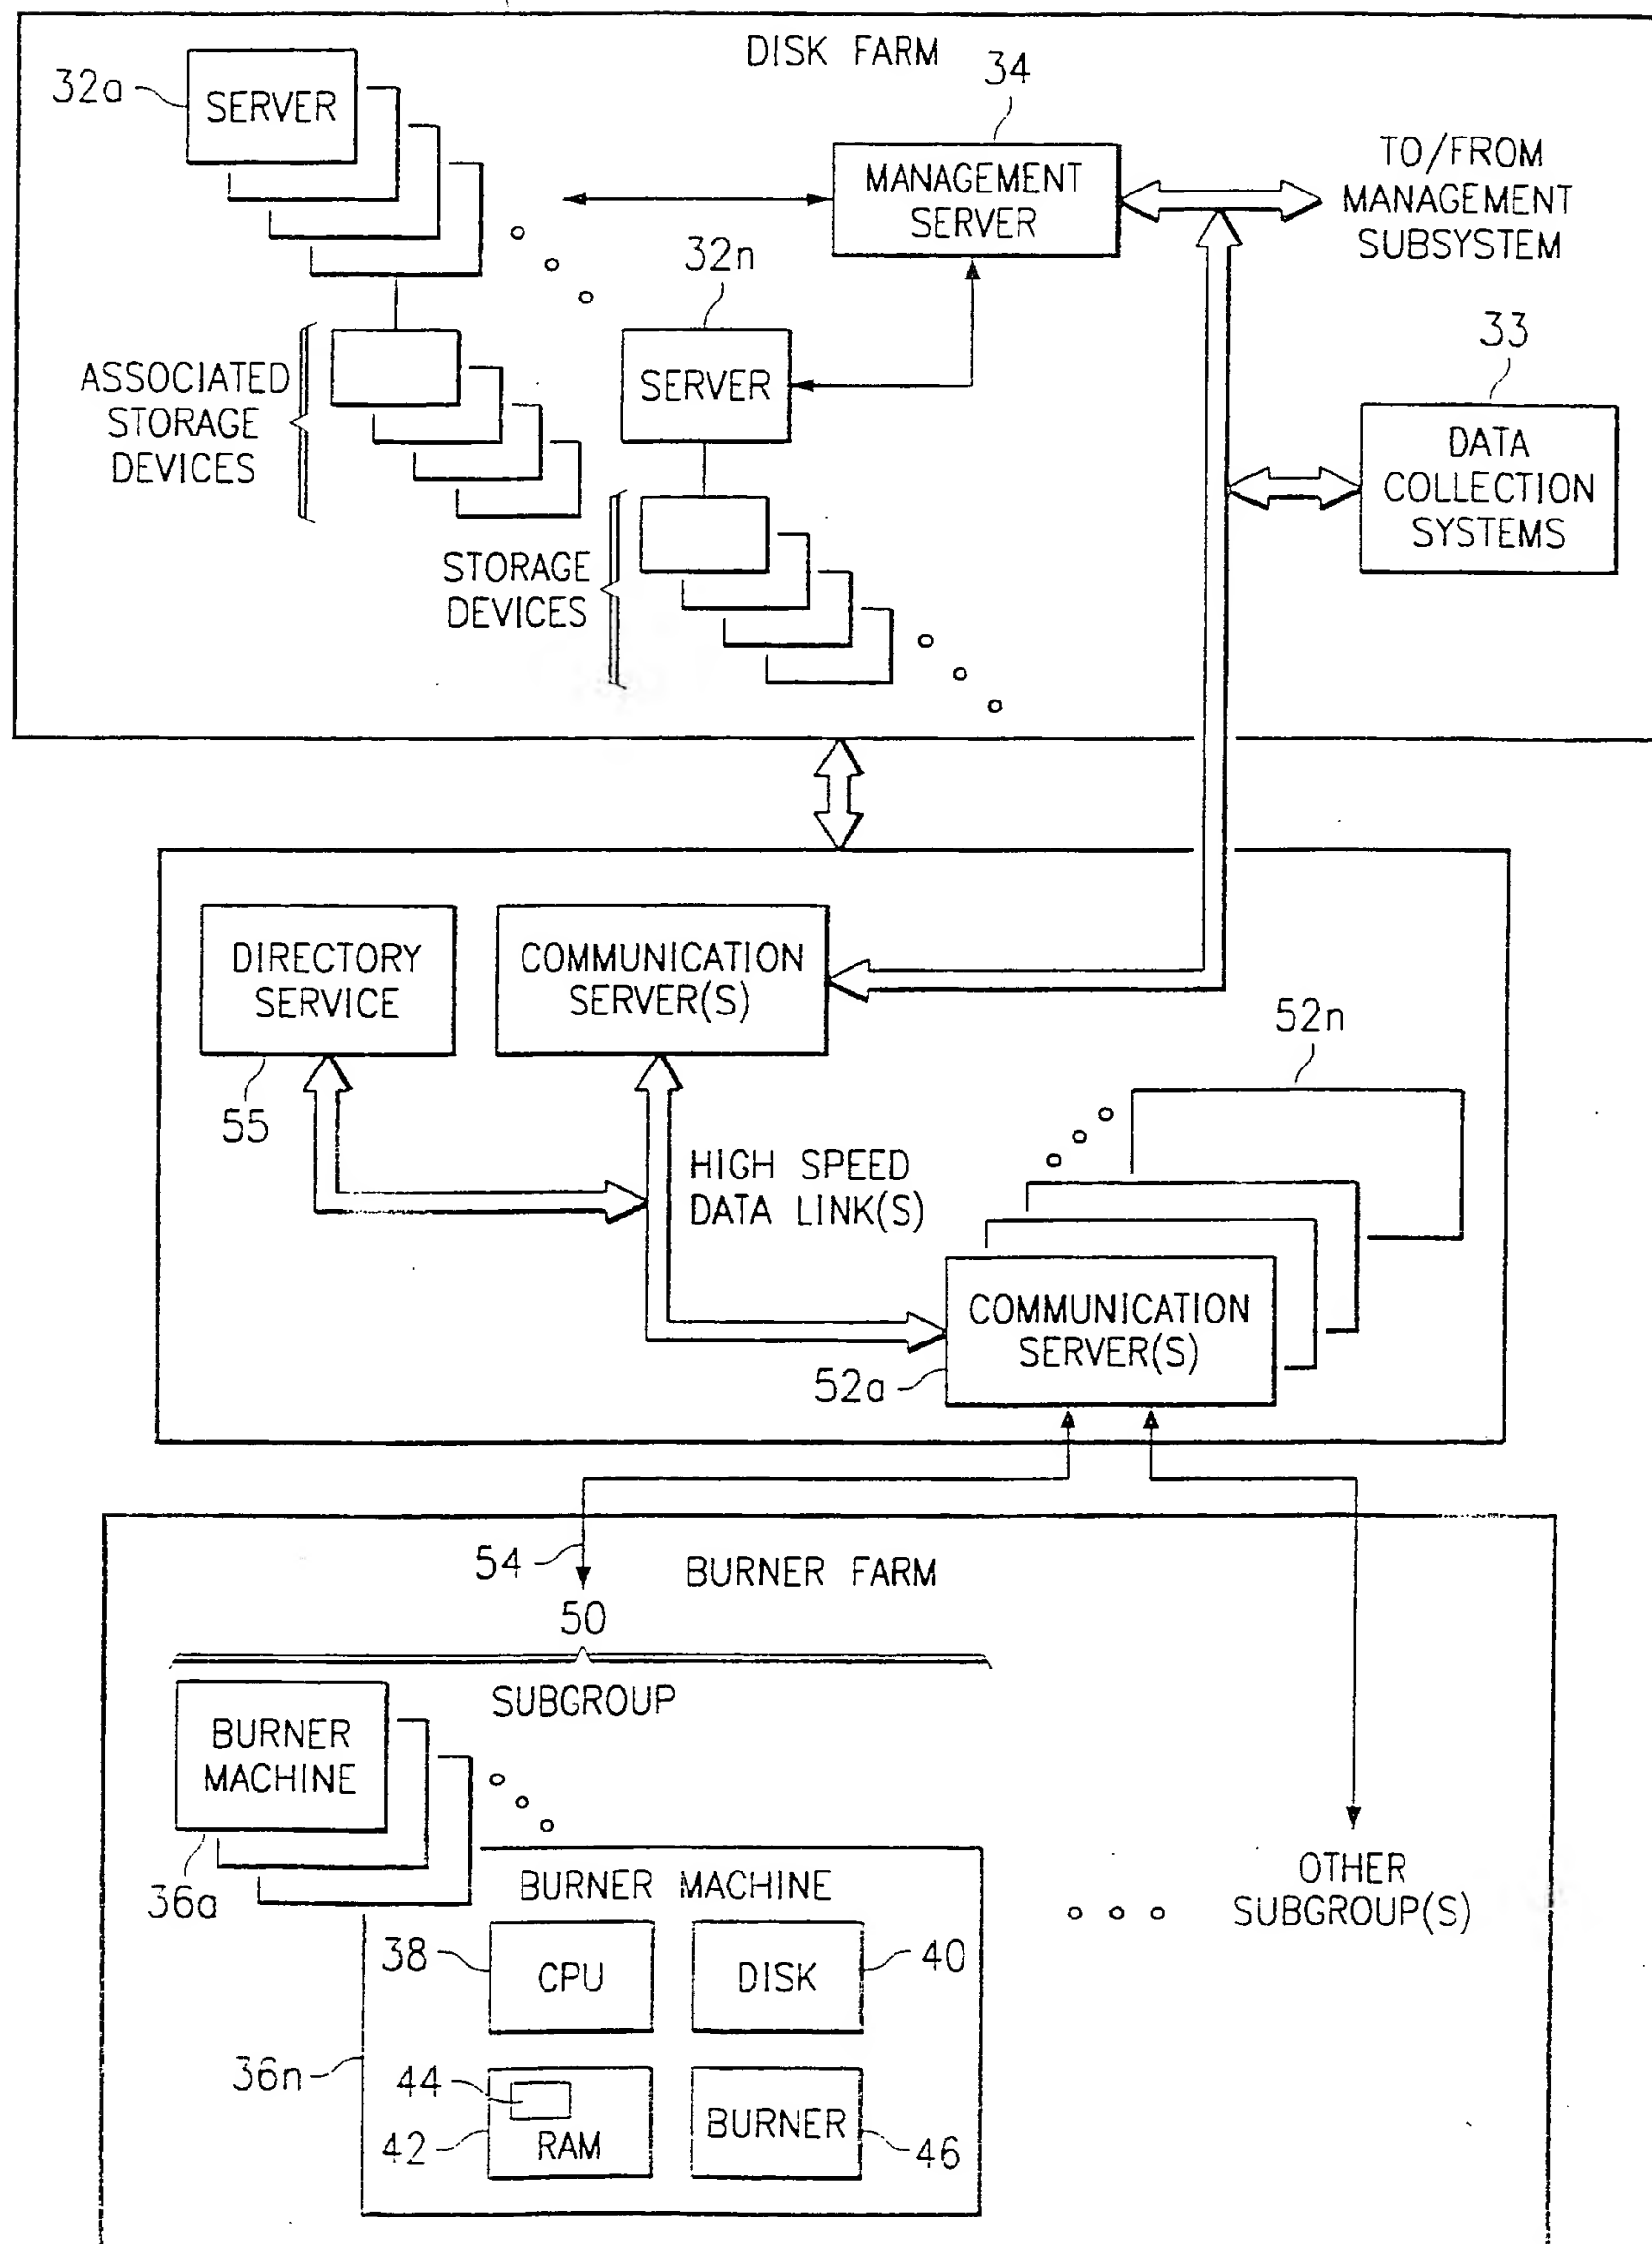 DISK FARM
32a
SERVER
34
MANAGEMENT
SERVER
TO/FROM
MANAGEMENT
SUBSYSTEM
32n
SERVER
33
DATA
COLLECTION
SYSTEMS
ASSOCIATED
STORAGE
DEVICES
STORAGE
DEVICES
DIRECTORY
SERVICE
55
COMMUNICATION
SERVER(S)
52n
HIGH SPEED
DATA LINK(S)
COMMUNICATION
SERVER(S)
52a
54
BURNER FARM
50
SUBGROUP
BURNER
MACHINE
36a
BURNER MACHINE
38
CPU
DISK
40
36n
44
42
RAM
BURNER
46
OTHER
SUBGROUP(S)